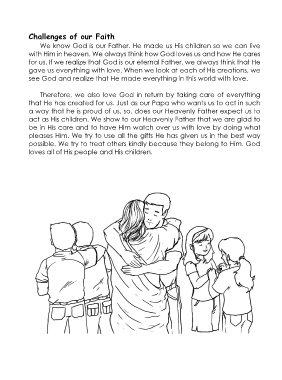 Challenges of our Faith
We know God is our Father. He made us His children so we can live
with Him in heaven. We always think how God loves us and how He cares
for us. If we realize that God is our eternal Father, we always think that He
gave us everything with love. When we look at each of His creations, we
see God and realize that He made everything in this world with love.
Therefore, we also love God in return by taking care of everything
that He has created for us. Just as our Papa who wants us to act in such
a way that he is proud of us, so, does our Heavenly Father expect us to
act as His children. We show to our Heavenly Father that we are glad to
be in His care and to have Him watch over us with love by doing what
pleases Him. We try to use all the gifts He has given us in the best way
possible. We try to treat others kindly because they belong to Him. God
loves all of His people and His children.